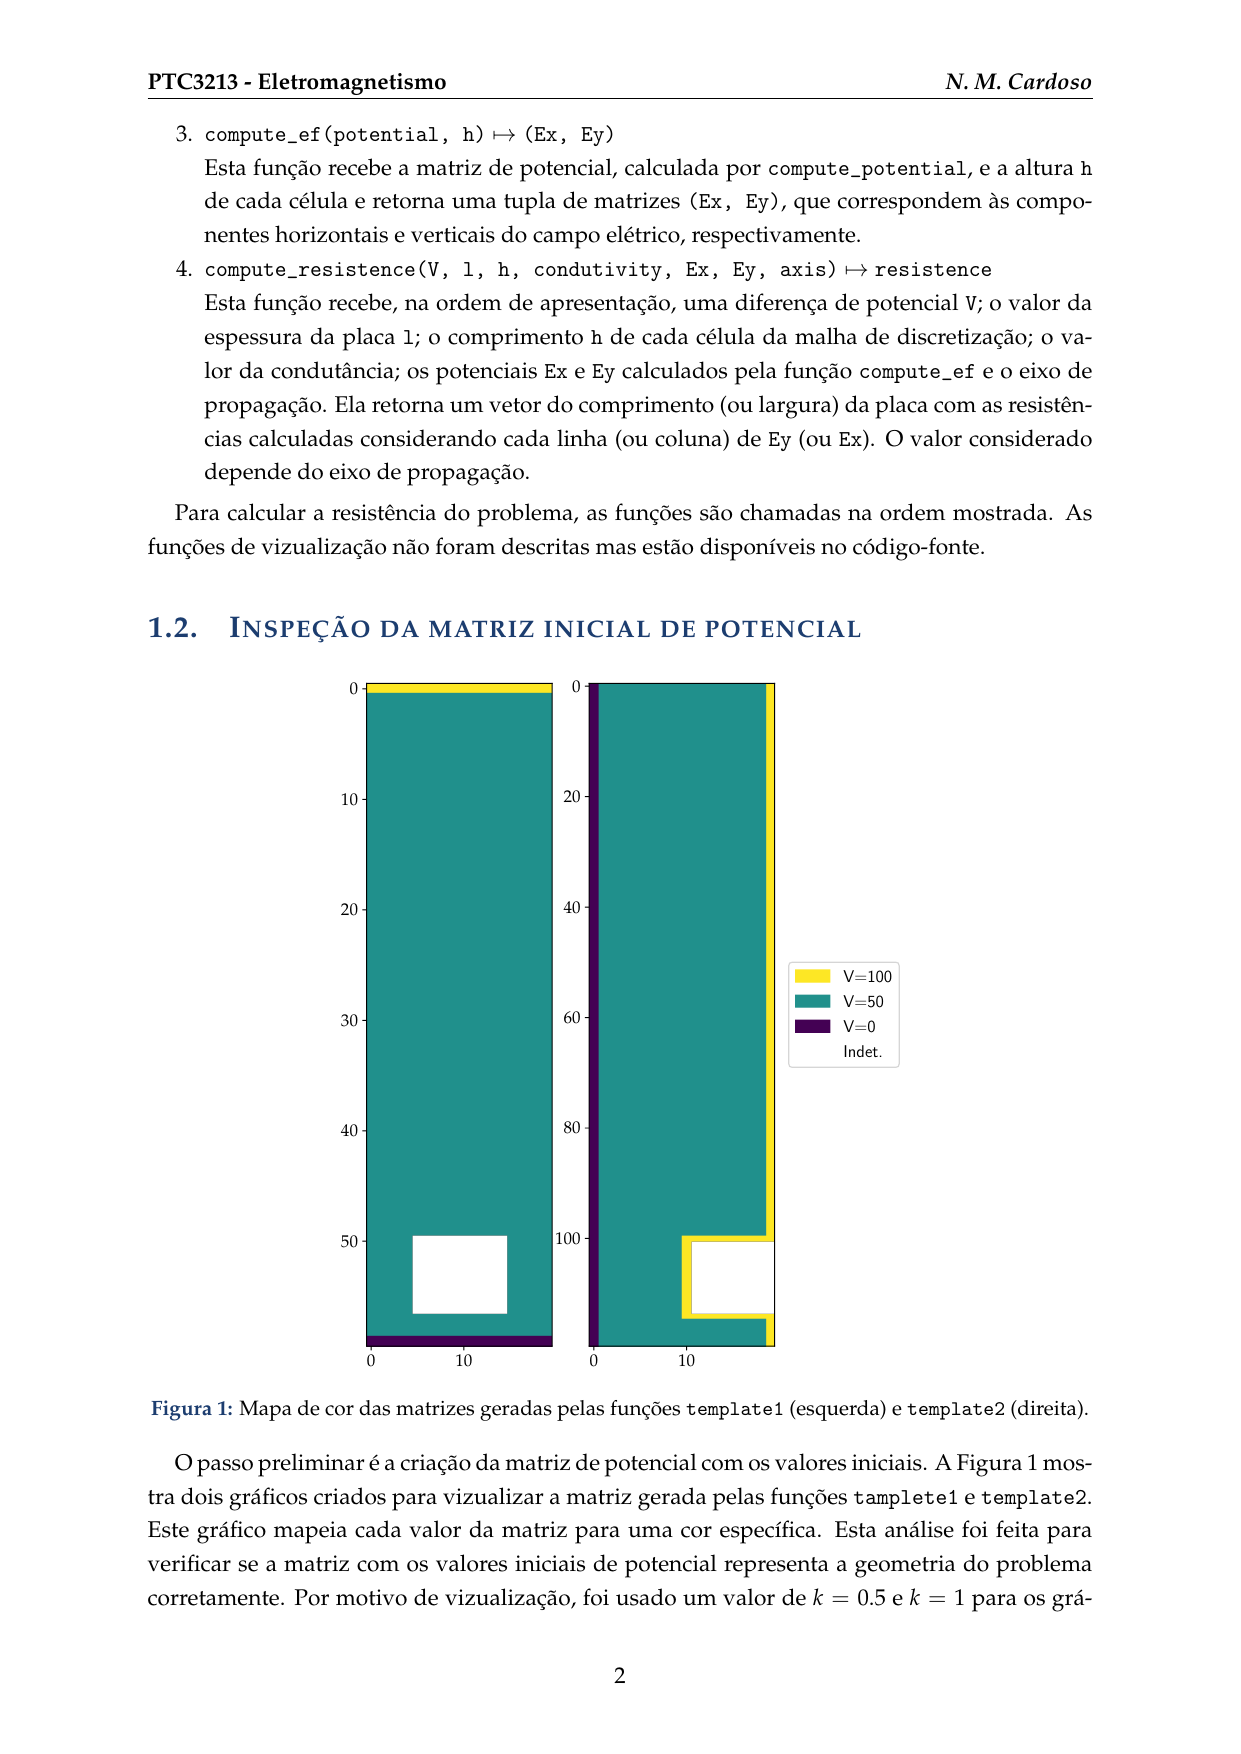 PTC3213 - Eletromagnetismo N. M. Cardoso
3. compute_ef(potential, h) ↦ (Ex, Ey)
Esta função recebe a matriz de potencial, calculada por compute_potential, e a altura h
de cada célula e retorna uma tupla de matrizes (Ex, Ey), que correspondem às compo-
nentes horizontais e verticais do campo elétrico, respectivamente.
4. compute_resistence(V, l, h, condutivity, Ex, Ey, axis) ↦ resistence
Esta função recebe, na ordem de apresentação, uma diferença de potencial V; o valor da
espessura da placa l; o comprimento h de cada célula da malha de discretização; o va-
lor da condutância; os potenciais Ex e Ey calculados pela função compute_ef e o eixo de
propagação. Ela retorna um vetor do comprimento (ou largura) da placa com as resistên-
cias calculadas considerando cada linha (ou coluna) de Ey (ou Ex). O valor considerado
depende do eixo de propagação.
Para calcular a resistência do problema, as funções são chamadas na ordem mostrada. As
funções de vizualização não foram descritas mas estão disponíveis no código-fonte.
1.2. INSPEÇÃO DA MATRIZ INICIAL DE POTENCIAL
0
10
20
30
40
50
0 10
0
20
40
60
80
100
0 10
V=100
V=50
V=0
Indet.
Figura 1: Mapa de cor das matrizes geradas pelas funções template1 (esquerda) e template2 (direita).
O passo preliminar é a criação da matriz de potencial com os valores iniciais. A Figura 1 mos-
tra dois gráficos criados para vizualizar a matriz gerada pelas funções tamplete1 e template2.
Este gráfico mapeia cada valor da matriz para uma cor específica. Esta análise foi feita para
verificar se a matriz com os valores iniciais de potencial representa a geometria do problema
corretamente. Por motivo de vizualização, foi usado um valor de k = 0.5 e k = 1 para os grá-
2